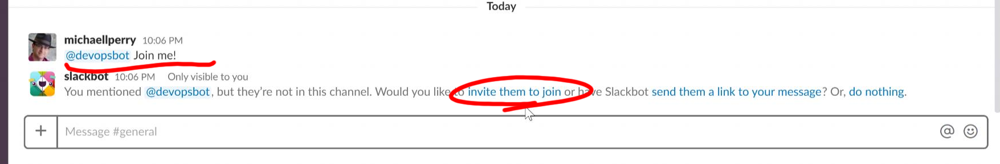 Today
michaellperry 10:06 PM
@devopsbot Join me!
slackbot 10:06 PM Only visible to you
You mentioned @devopsbot, but they're not in this channel. Would you like to invite them to join or have Slackbot send them a link to your message? Or, do nothing.
+ Message #general @